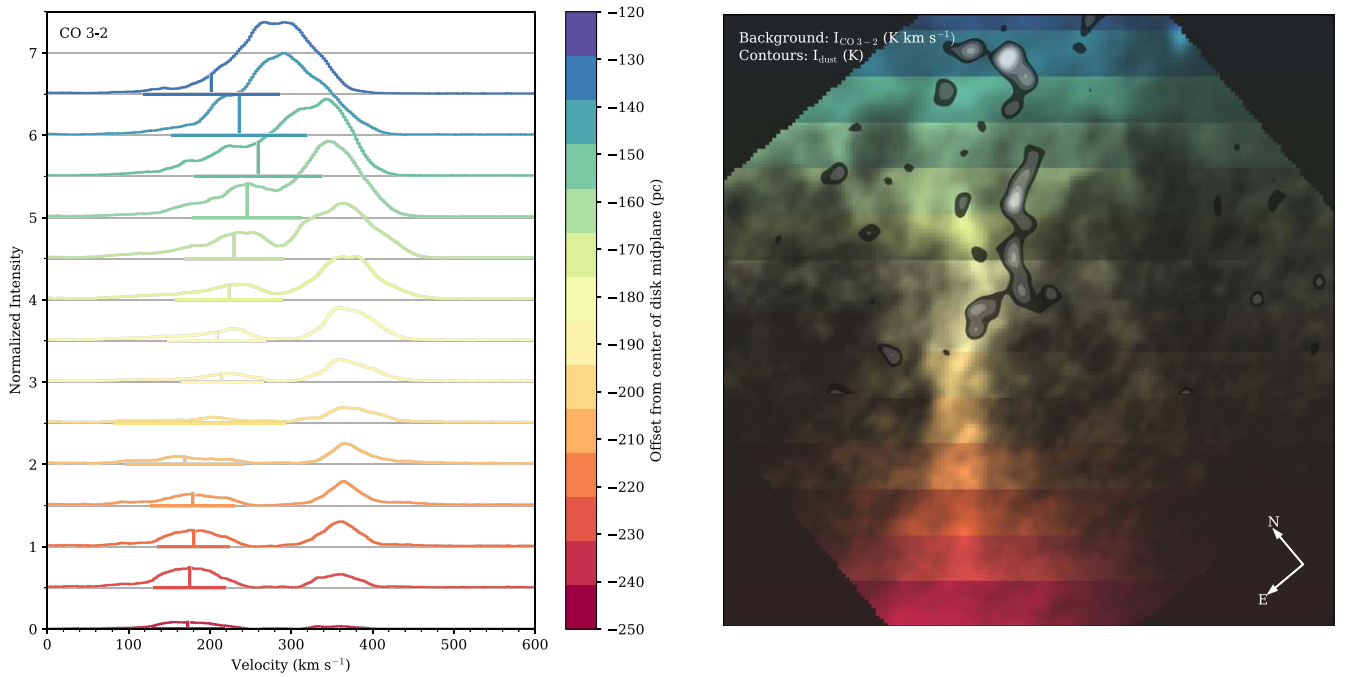 CO 3-2
7
6
5
4
3
2
1
0
Normalized Intensity
0 100 200 300 400 500 600
Velocity (km s⁻¹)
−120
−130
−140
−150
−160
−170
−180
−190
−200
−210
−220
−230
−240
−250
Offset from center of disk midplane (pc)
Background: I_CO 3−2 (K km s⁻¹)
Contours: I_dust (K)
N
E